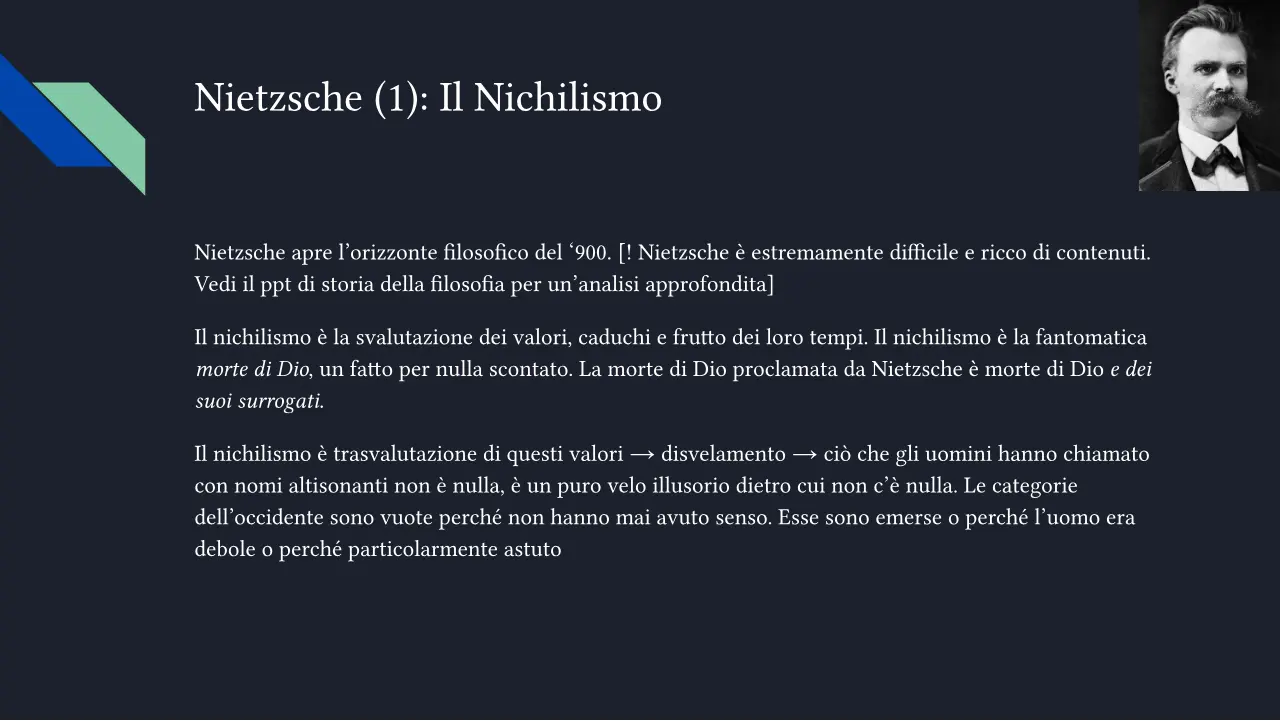 Nietzsche (1): Il Nichilismo
Nietzsche apre l’orizzonte filosofico del ‘900. [! Nietzsche è estremamente difficile e ricco di contenuti.
Vedi il ppt di storia della filosofia per un’analisi approfondita]
Il nichilismo è la svalutazione dei valori, caduchi e frutto dei loro tempi. Il nichilismo è la fantomatica
morte di Dio, un fatto per nulla scontato. La morte di Dio proclamata da Nietzsche è morte di Dio e dei
suoi surrogati.
Il nichilismo è trasvalutazione di questi valori → disvelamento → ciò che gli uomini hanno chiamato
con nomi altisonanti non è nulla, è un puro velo illusorio dietro cui non c’è nulla. Le categorie
dell’occidente sono vuote perché non hanno mai avuto senso. Esse sono emerse o perché l’uomo era
debole o perché particolarmente astuto